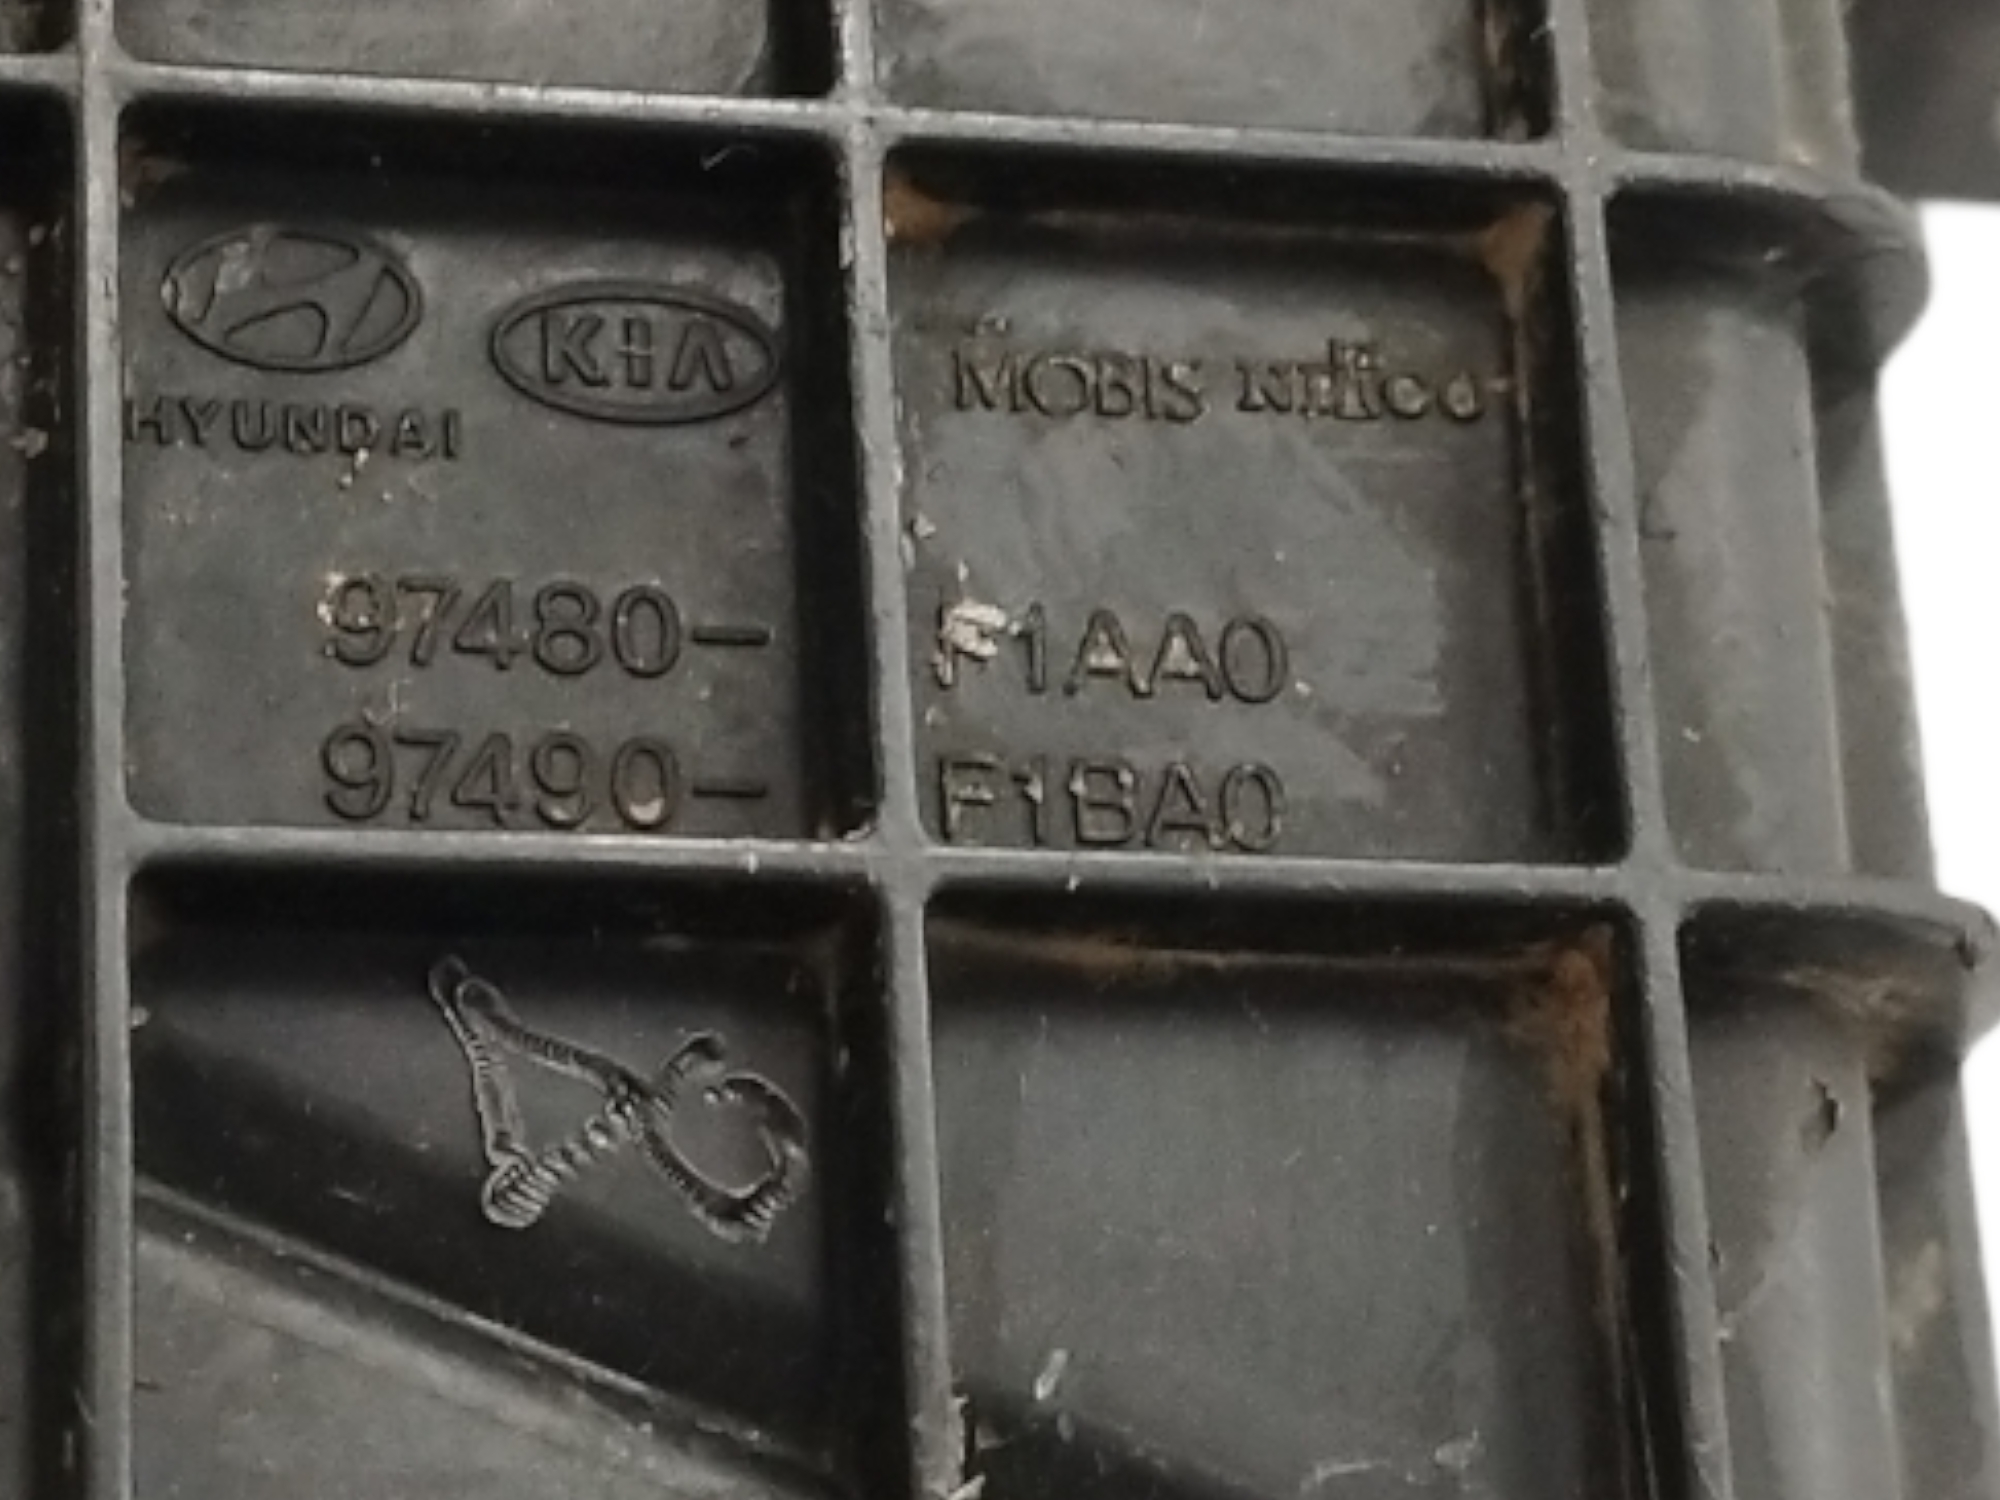 KIA
HYUNDAI
MOBIS
97480- F1AA0
97490- F1BA0